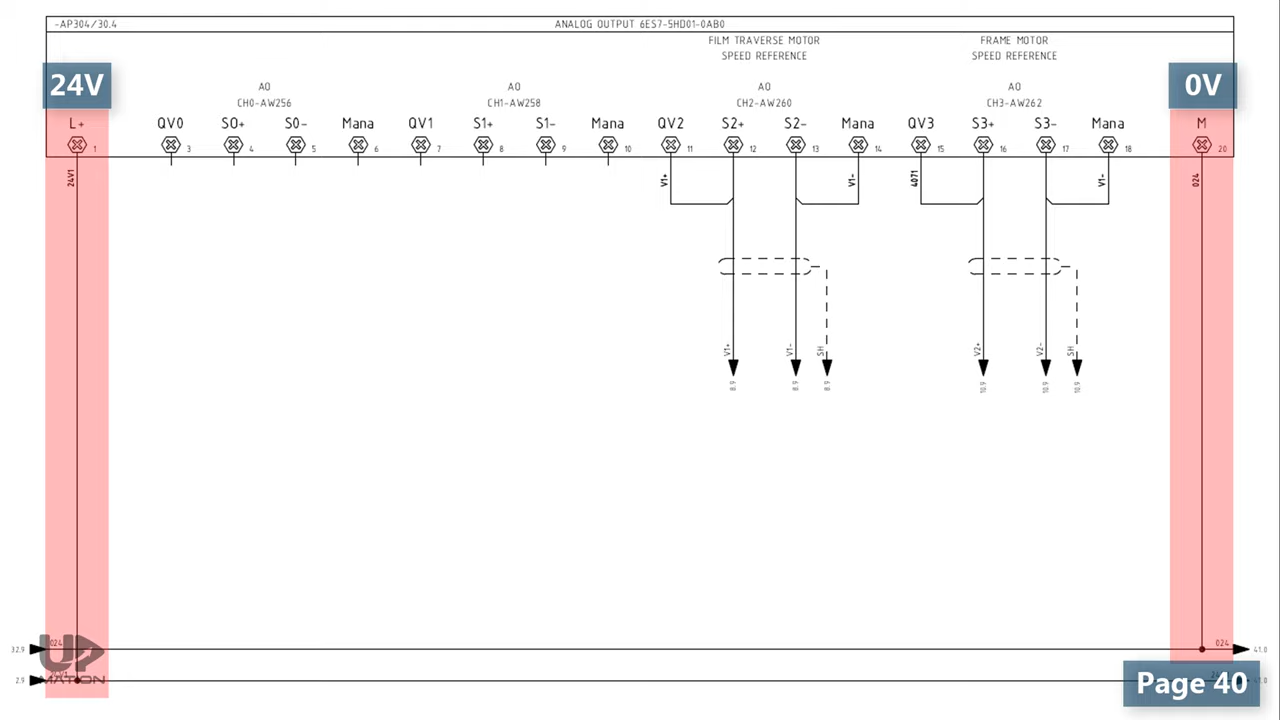 -AP304/30.4 ANALOG OUTPUT 6ES7-5HD01-0AB0
FILM TRAVERSE MOTOR FRAME MOTOR
SPEED REFERENCE SPEED REFERENCE
24V 0V
AO AO AO AO
CH0-AW256 CH1-AW258 CH2-AW260 CH3-AW262
L+ QV0 S0+ S0- Mana QV1 S1+ S1- Mana QV2 S2+ S2- Mana QV3 S3+ S3- Mana M
1 3 4 5 6 7 8 9 10 11 12 13 14 15 16 17 18 20
24V1 V1+ V1- 4071 V1- 024
V1+ V1- SH V2+ V2- SH
8.9 8.9 8.9 10.9 10.9 10.9
024 024
32.9 41.0
UP
MATION
2.9 41.0
Page 40